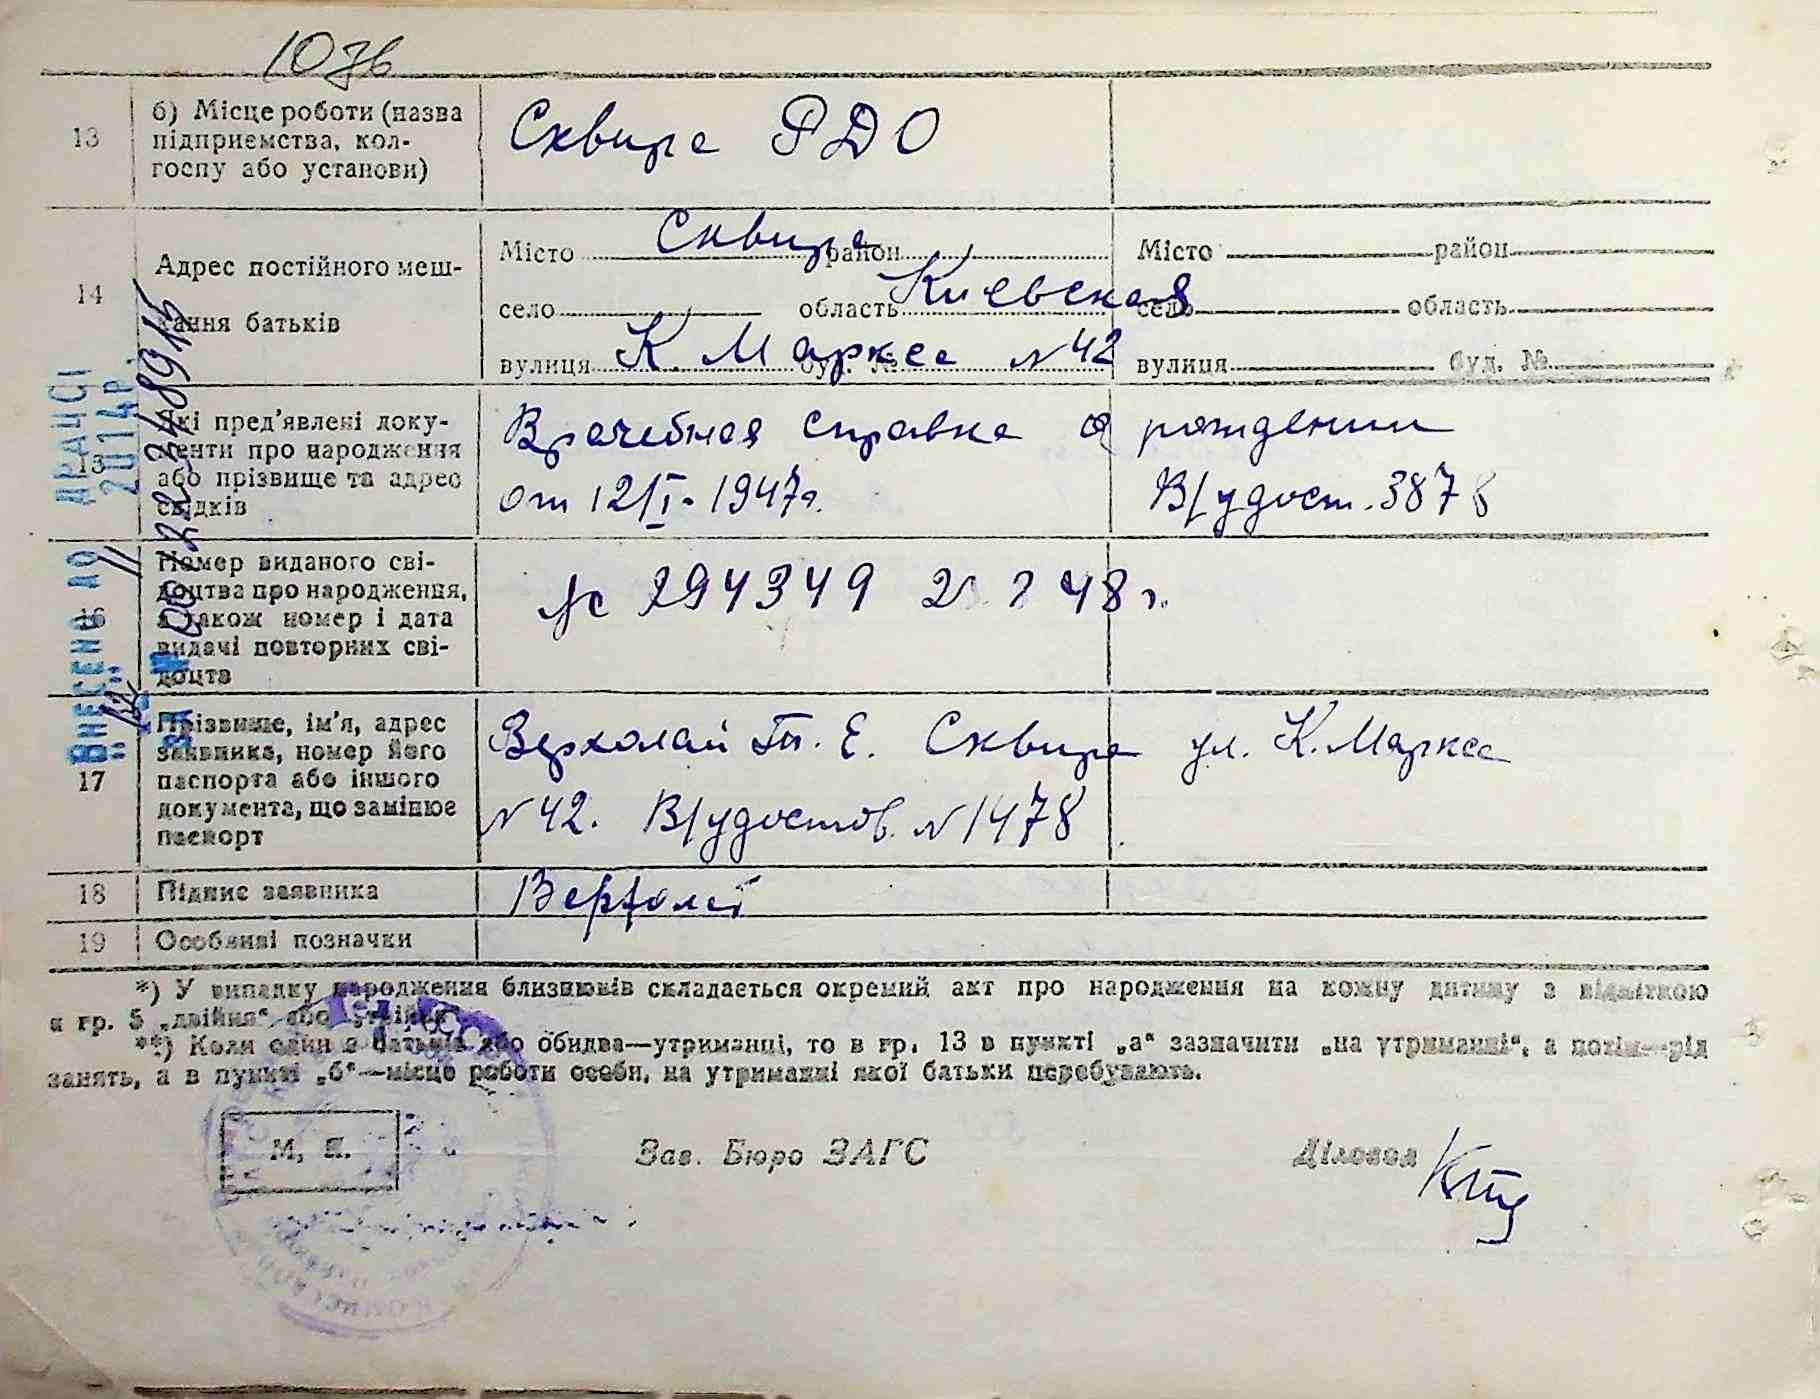 13
б) Місце роботи (назва
підприємства, кол-
госпу або установи)
Сквира РДО
14
Адрес постійного меш-
кання батьків
Місто Сквира район
село область Киевская
вулиця К. Маркса буд. № N 42
Місто район
село область
вулиця буд. №
15
Які пред'явлені доку-
менти про народження
або прізвище та адрес
свідків
Врачебная справка о рождении
от 12/I-1947г. В/удост. 3878
16
Номер виданого сві-
доцтва про народження,
а також номер і дата
видачі повторних сві-
доцтв
№ 294349 48 г.
17
Прізвище, ім'я, адрес
заявника, номер його
паспорта або іншого
документа, що замінює
паспорт
Верхолай Т. Е. Сквира ул. К. Маркса
N 42. В/удостов. N 1478
18
Підпис заявника
Верхолай
19
Особливі позначки
*) У випадку народження близнюків складається окремий акт про народження на кожну дитину з відміткою
в гр. 5 „двійня“ або „трійня“.
**) Коли один з батьків або обидва—утриманці, то в гр. 13 в пункті „а“ зазначити „на утриманні“, а потім—рід
занять, а в пункті „б“—місце роботи особи, на утриманні якої батьки перебувають.
М. П.
Зав. Бюро ЗАГС
Діловод
ВНЕСЕНО ДО ДРАЦС
2014р.
ЗА № 00122489315